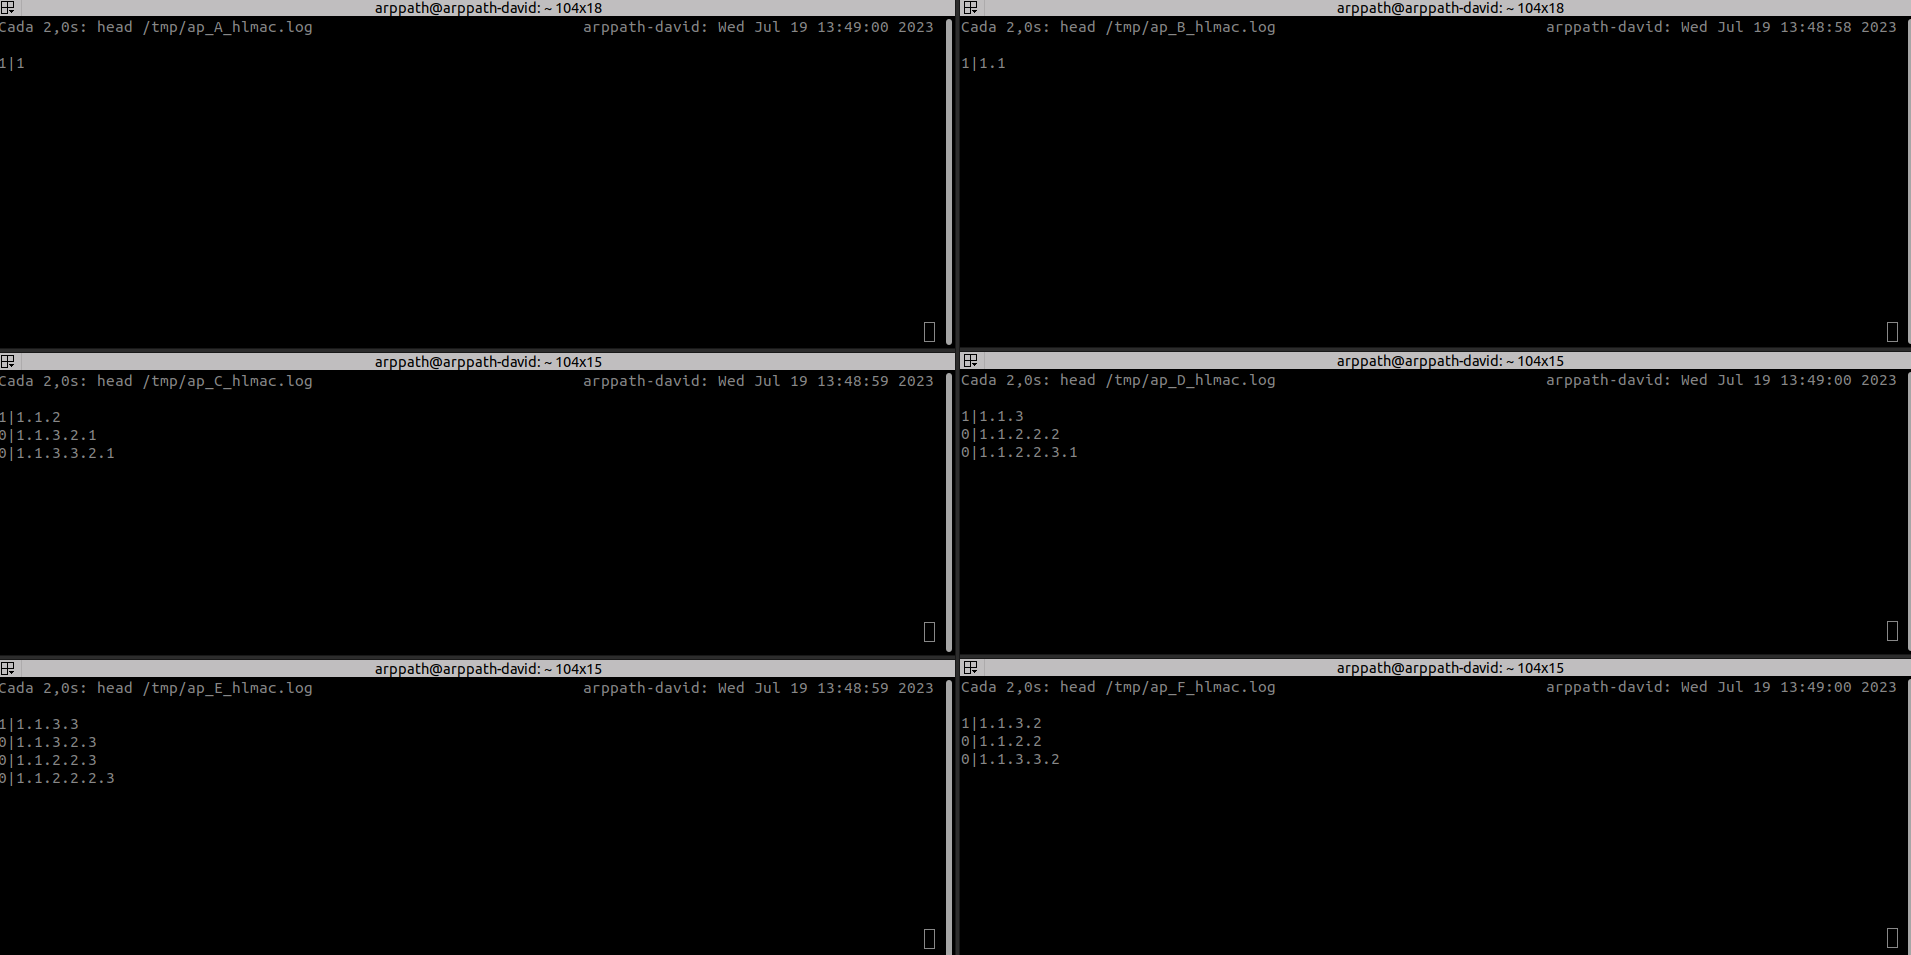 arppath@arppath-david: ~ 104x18
Cada 2,0s: head /tmp/ap_A_hlmac.log arppath-david: Wed Jul 19 13:49:00 2023
1|1
arppath@arppath-david: ~ 104x18
Cada 2,0s: head /tmp/ap_B_hlmac.log arppath-david: Wed Jul 19 13:48:58 2023
1|1.1
arppath@arppath-david: ~ 104x15
Cada 2,0s: head /tmp/ap_C_hlmac.log arppath-david: Wed Jul 19 13:48:59 2023
1|1.1.2
0|1.1.3.2.1
0|1.1.3.3.2.1
arppath@arppath-david: ~ 104x15
Cada 2,0s: head /tmp/ap_D_hlmac.log arppath-david: Wed Jul 19 13:49:00 2023
1|1.1.3
0|1.1.2.2.2
0|1.1.2.2.3.1
arppath@arppath-david: ~ 104x15
Cada 2,0s: head /tmp/ap_E_hlmac.log arppath-david: Wed Jul 19 13:48:59 2023
1|1.1.3.3
0|1.1.3.2.3
0|1.1.2.2.3
0|1.1.2.2.2.3
arppath@arppath-david: ~ 104x15
Cada 2,0s: head /tmp/ap_F_hlmac.log arppath-david: Wed Jul 19 13:49:00 2023
1|1.1.3.2
0|1.1.2.2
0|1.1.3.3.2